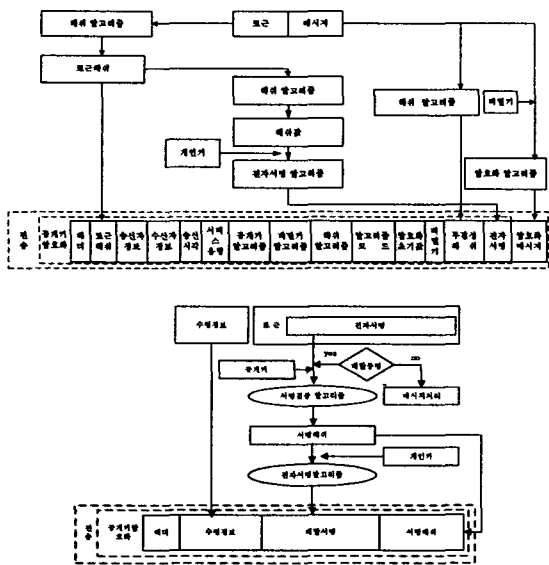 해쉬 알고리즘
토큰 메시지
토큰해쉬
해쉬 알고리즘
해쉬 알고리즘
비밀키
해쉬값
개인키
전자서명 알고리즘
암호화 알고리즘
전송
공개키 암호화
헤더
토큰 해쉬
송신자 정보
수신자 정보
송신 시각
서비스 유형
공개키 알고리즘
비밀키 알고리즘
해쉬 알고리즘
알고리즘 모드
암호화 초기값
비밀키
무결성 해쉬
전자 서명
암호화 메시지
수령정보
토큰
전자서명
yes
no
공개키
메시지처리
서명검증 알고리즘
서명해쉬
개인키
전자서명알고리즘
전송
공개키암호화
헤더
수령정보
서명해쉬